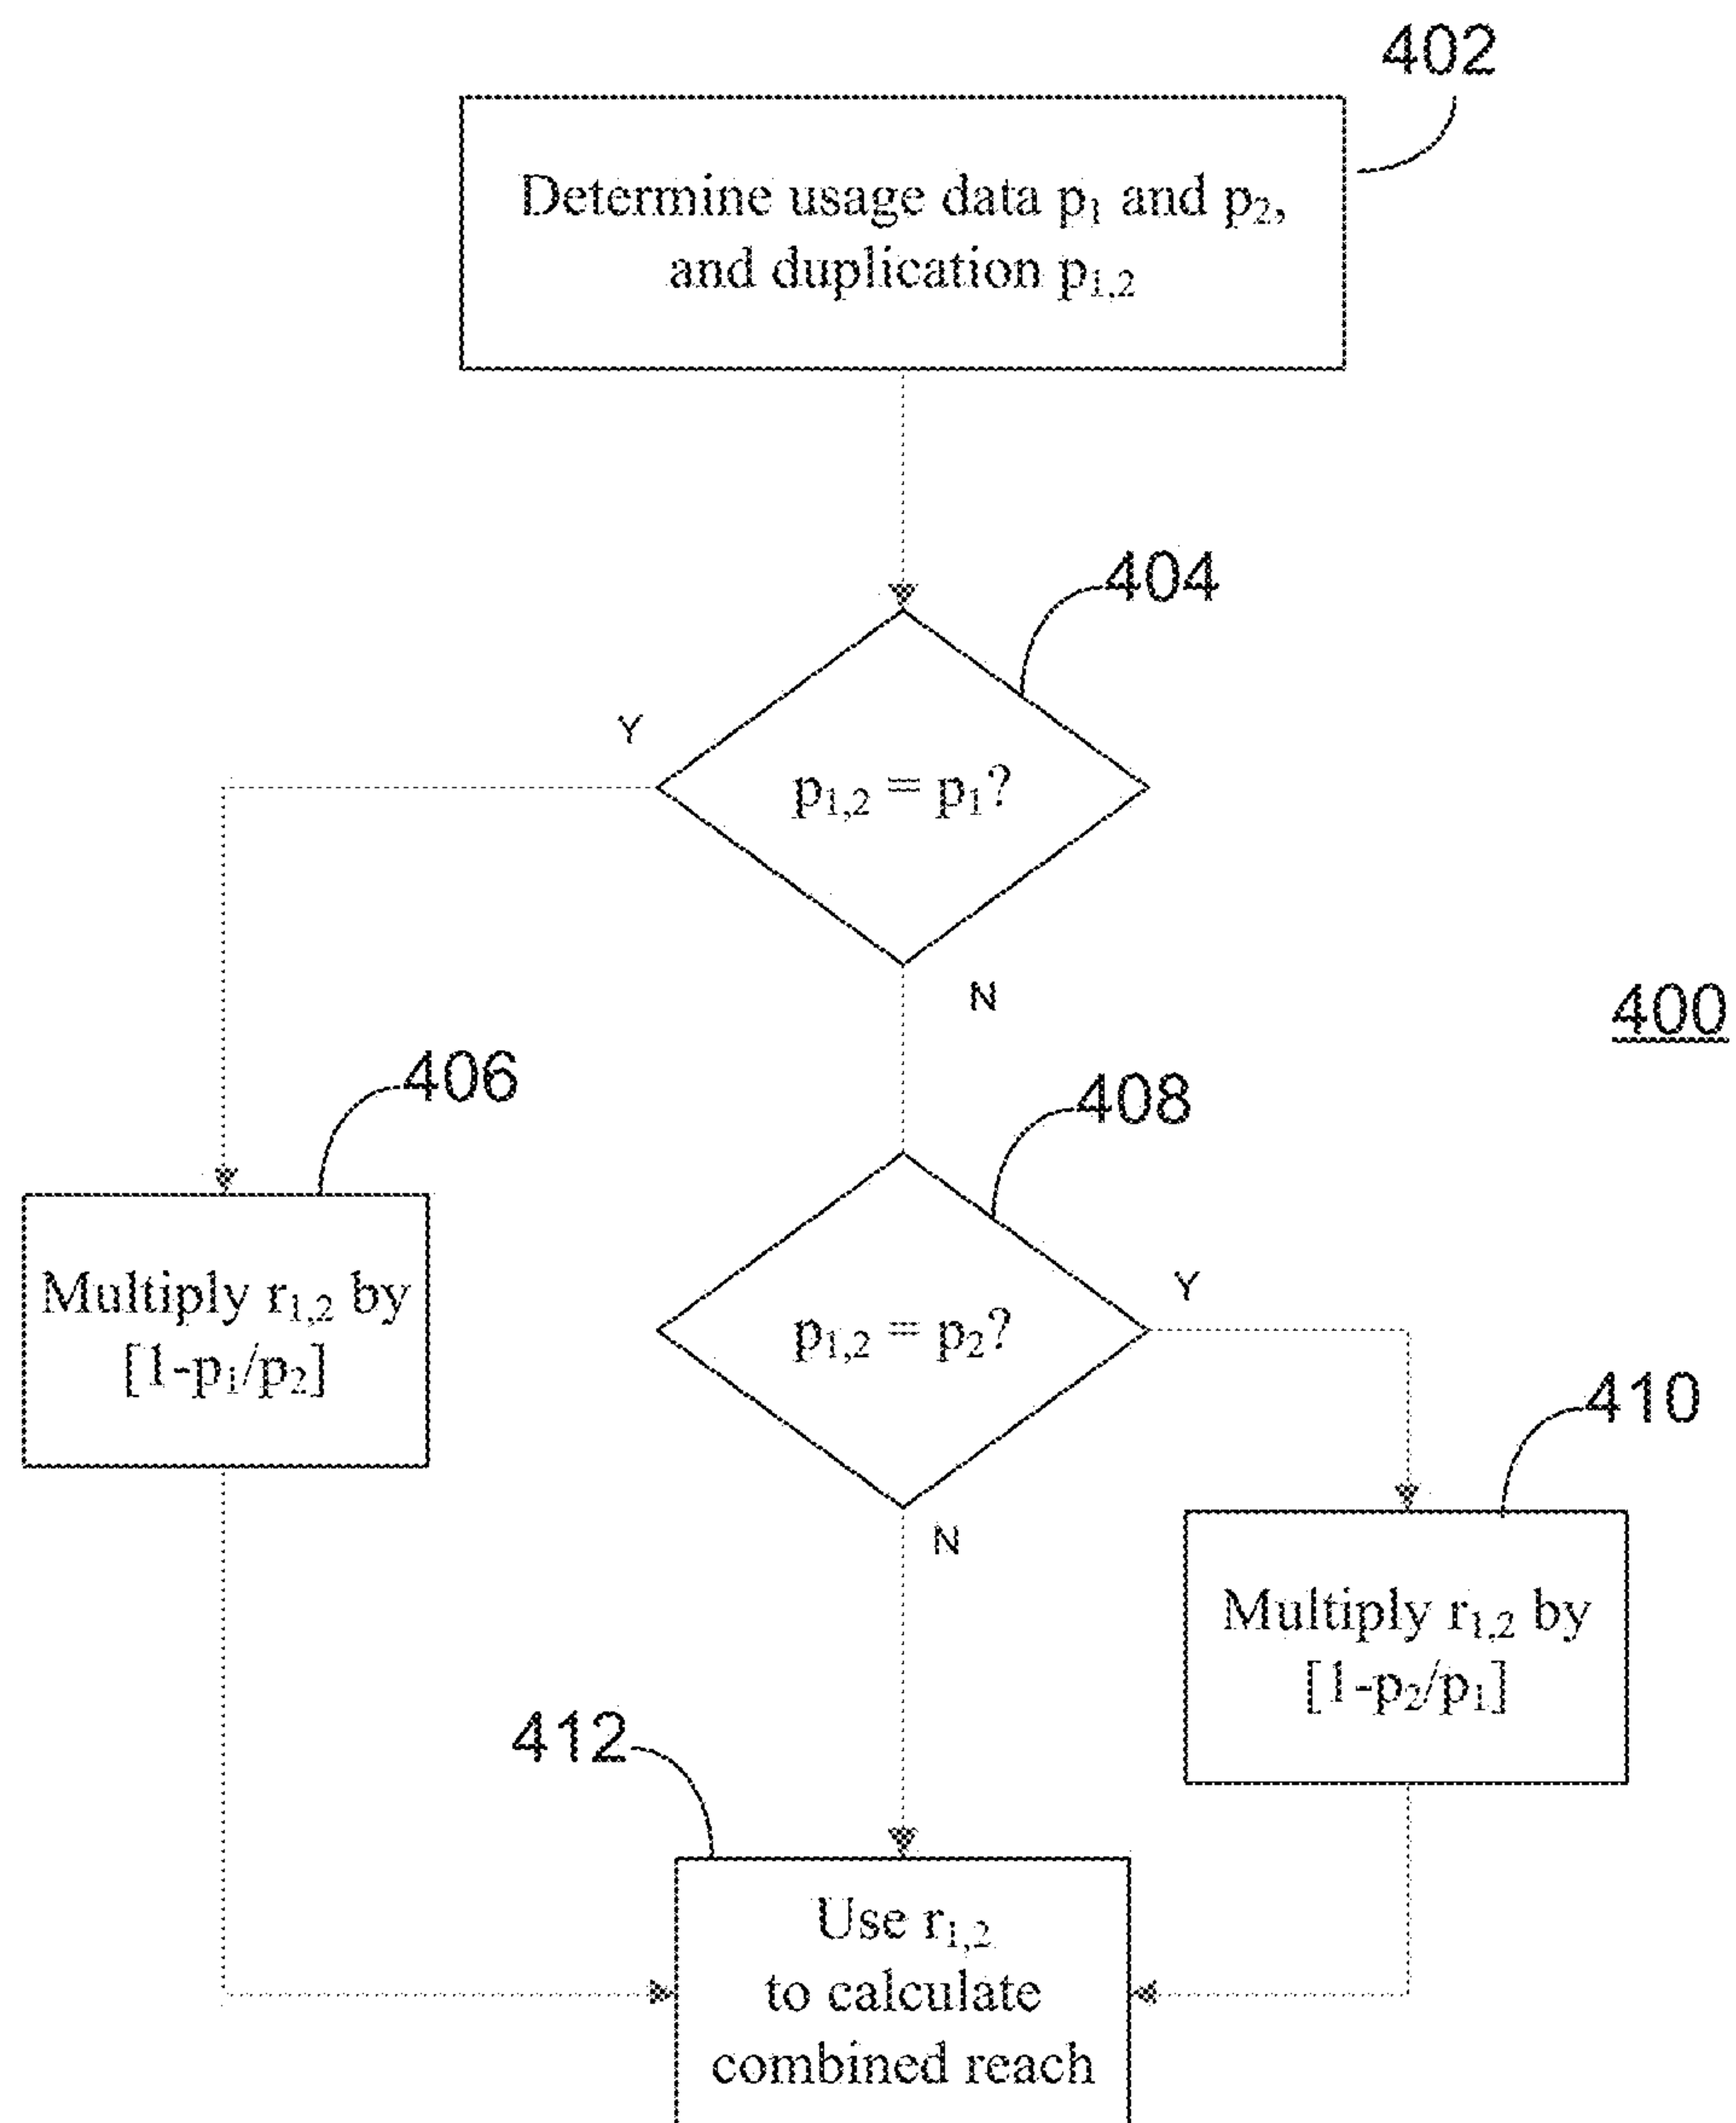 402
Determine usage data p₁ and p₂,
and duplication p₁,₂
404
Y
p₁,₂ = p₁?
N
400
406
408
Multiply r₁,₂ by
[1-p₁/p₂]
Y
p₁,₂ = p₂?
410
N
Multiply r₁,₂ by
[1-p₂/p₁]
412
Use r₁,₂
to calculate
combined reach